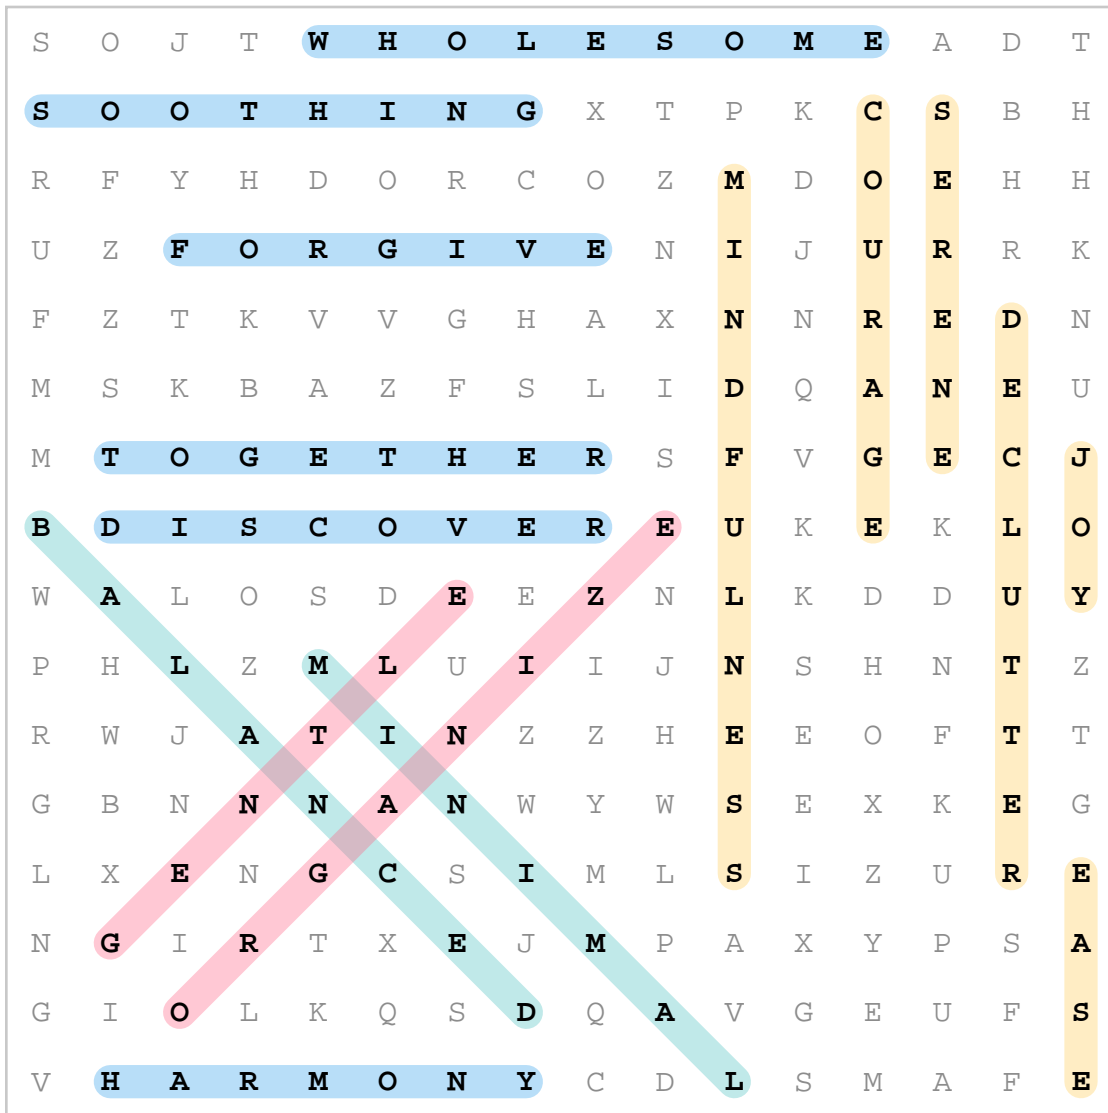 S O J T W H O L E S O M E A D T
S O O T H I N G X T P K C S B H
R F Y H D O R C O Z M D O E H H
U Z F O R G I V E N I J U R R K
F Z T K V V G H A X N N R E D N
M S K B A Z F S L I D Q A N E U
M T O G E T H E R S F V G E C J
B D I S C O V E R E U K E K L O
W A L O S D E E Z N L K D D U Y
P H L Z M L U I I J N S H N T Z
R W J A T I N Z Z H E E O F T T
G B N N N A N W Y W S E X K E G
L X E N G C S I M L S I Z U R E
N G I R T X E J M P A X Y P S A
G I O L K Q S D Q A V G E U F S
V H A R M O N Y C D L S M A F E